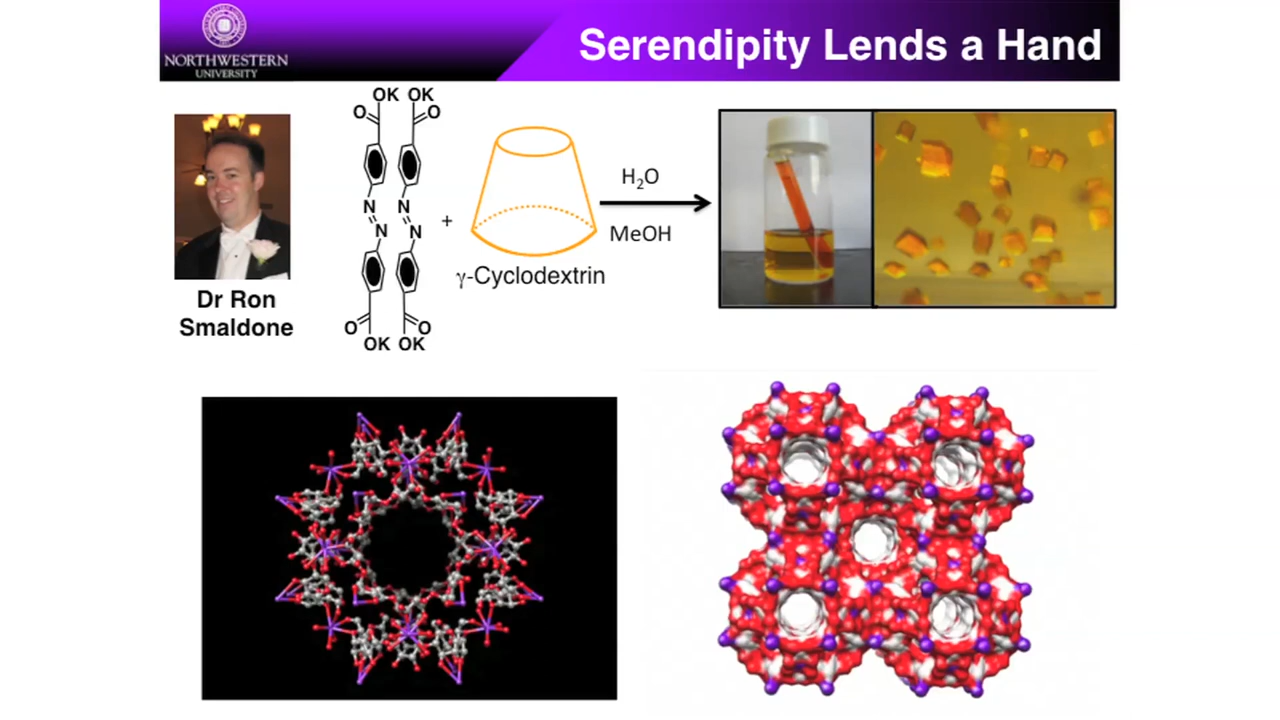 NORTHWESTERN
UNIVERSITY
Serendipity Lends a Hand
Dr Ron
Smaldone
OK OK
O O
N N
N N
O O
OK OK
+
γ-Cyclodextrin
H₂O
MeOH